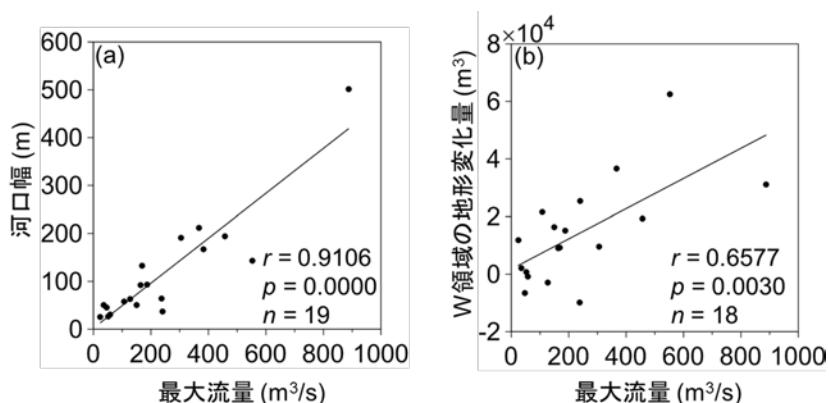 (a)
600
500
400
300
200
100
0
河口幅 (m)
r = 0.9106
p = 0.0000
n = 19
0 200 400 600 800 1000
最大流量 (m³/s)
(b)
8×10⁴
6
4
2
0
-2
W領域の地形変化量 (m³)
r = 0.6577
p = 0.0030
n = 18
0 200 400 600 800 1000
最大流量 (m³/s)